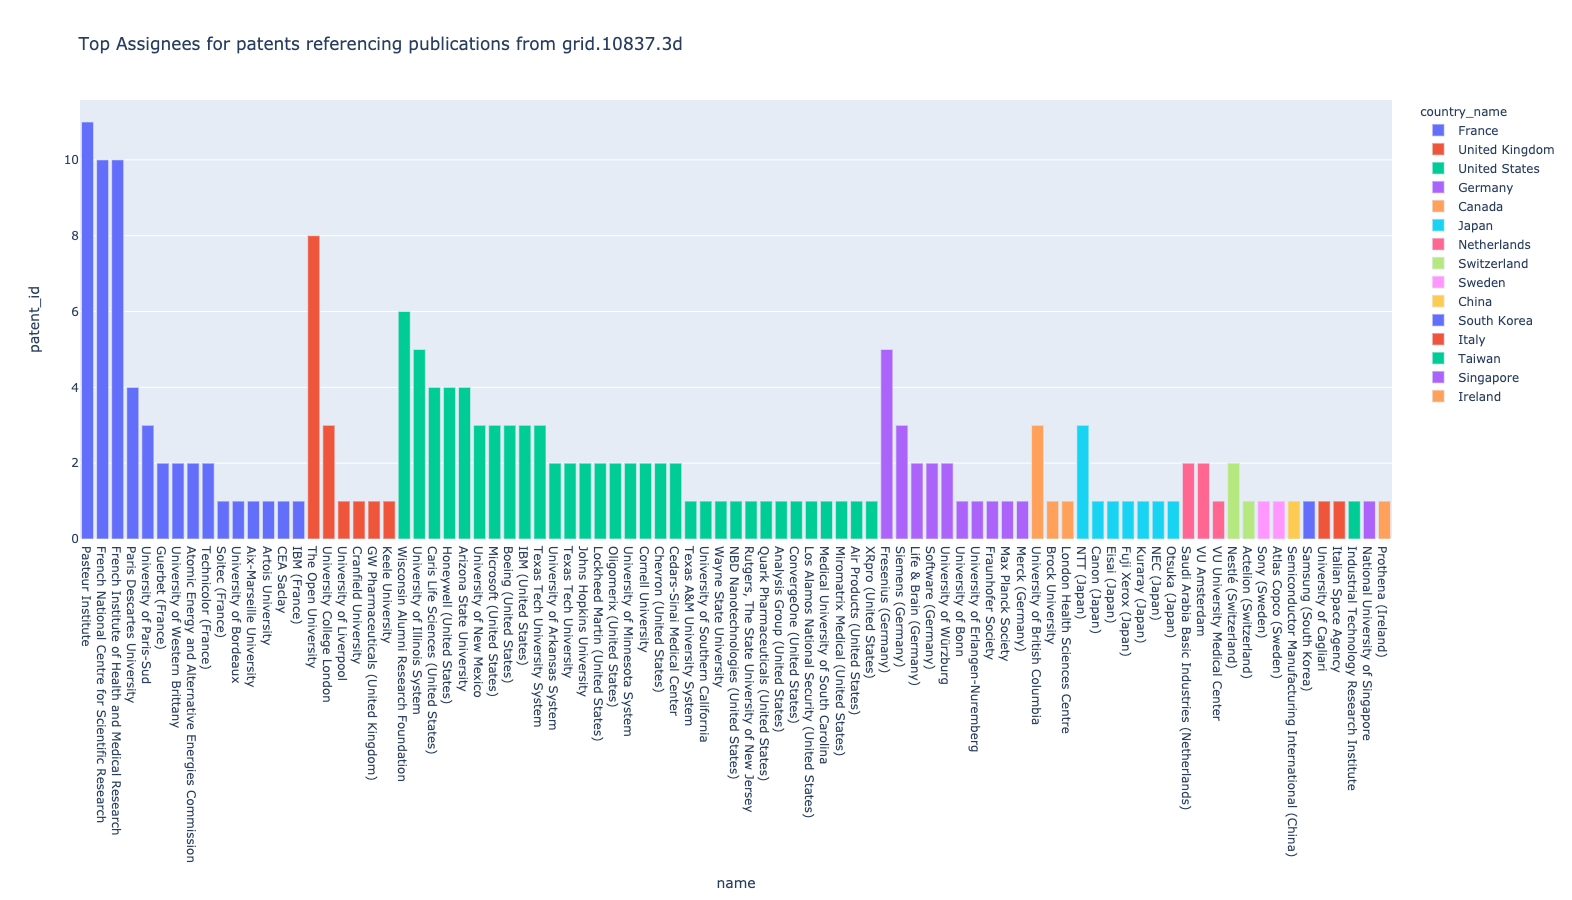 Top Assignees for patents referencing publications from grid.10837.3d
country_name
France
United Kingdom
United States
Germany
Canada
Japan
Netherlands
Switzerland
Sweden
China
South Korea
Italy
Taiwan
Singapore
Ireland
patent_id
10
8
6
4
2
0
Pasteur Institute
French National Centre for Scientific Research
French Institute of Health and Medical Research
Paris Descartes University
University of Paris-Sud
Guerbet (France)
University of Western Brittany
Atomic Energy and Alternative Energies Commission
Technicolor (France)
Soitec (France)
University of Bordeaux
Aix-Marseille University
Artois University
CEA Saclay
IBM (France)
The Open University
University College London
University of Liverpool
Cranfield University
GW Pharmaceuticals (United Kingdom)
Keele University
Wisconsin Alumni Research Foundation
University of Illinois System
Caris Life Sciences (United States)
Honeywell (United States)
Arizona State University
University of New Mexico
Microsoft (United States)
Boeing (United States)
IBM (United States)
Texas Tech University System
University of Arkansas System
Texas Tech University
Johns Hopkins University
Lockheed Martin (United States)
Oligomerix (United States)
University of Minnesota System
Cornell University
Chevron (United States)
Cedars-Sinai Medical Center
Texas A&M University System
University of Southern California
Wayne State University
NBD Nanotechnologies (United States)
Rutgers, The State University of New Jersey
Quark Pharmaceuticals (United States)
Analysis Group (United States)
ConvergeOne (United States)
Los Alamos National Security (United States)
Medical University of South Carolina
Miromatrix Medical (United States)
Air Products (United States)
XRpro (United States)
Fresenius (Germany)
Siemens (Germany)
Life & Brain (Germany)
Software (Germany)
University of Würzburg
University of Bonn
University of Erlangen-Nuremberg
Fraunhofer Society
Max Planck Society
Merck (Germany)
University of British Columbia
Brock University
London Health Sciences Centre
NTT (Japan)
Canon (Japan)
Eisai (Japan)
Fuji Xerox (Japan)
Kuraray (Japan)
NEC (Japan)
Otsuka (Japan)
Saudi Arabia Basic Industries (Netherlands)
VU Amsterdam
VU University Medical Center
Nestlé (Switzerland)
Actelion (Switzerland)
Sony (Sweden)
Atlas Copco (Sweden)
Semiconductor Manufacturing International (China)
Samsung (South Korea)
University of Cagliari
Italian Space Agency
Industrial Technology Research Institute
National University of Singapore
Prothena (Ireland)
name